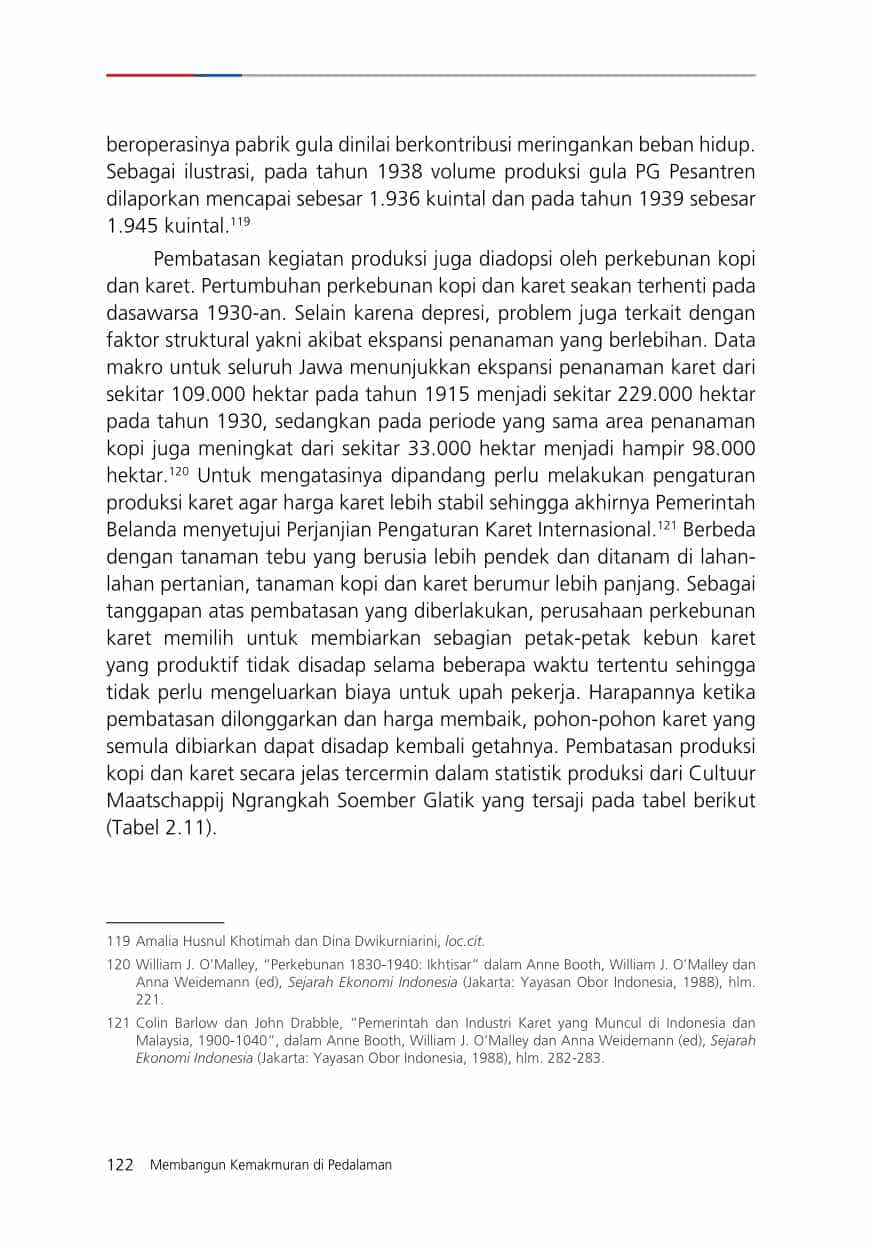 beroperasinya pabrik gula dinilai berkontribusi meringankan beban hidup.
Sebagai ilustrasi, pada tahun 1938 volume produksi gula PG Pesantren
dilaporkan mencapai sebesar 1.936 kuintal dan pada tahun 1939 sebesar
1.945 kuintal.119
Pembatasan kegiatan produksi juga diadopsi oleh perkebunan kopi
dan karet. Pertumbuhan perkebunan kopi dan karet seakan terhenti pada
dasawarsa 1930-an. Selain karena depresi, problem juga terkait dengan
faktor struktural yakni akibat ekspansi penanaman yang berlebihan. Data
makro untuk seluruh Jawa menunjukkan ekspansi penanaman karet dari
sekitar 109.000 hektar pada tahun 1915 menjadi sekitar 229.000 hektar
pada tahun 1930, sedangkan pada periode yang sama area penanaman
kopi juga meningkat dari sekitar 33.000 hektar menjadi hampir 98.000
hektar.120 Untuk mengatasinya dipandang perlu melakukan pengaturan
produksi karet agar harga karet lebih stabil sehingga akhirnya Pemerintah
Belanda menyetujui Perjanjian Pengaturan Karet Internasional.121 Berbeda
dengan tanaman tebu yang berusia lebih pendek dan ditanam di lahan-
lahan pertanian, tanaman kopi dan karet berumur lebih panjang. Sebagai
tanggapan atas pembatasan yang diberlakukan, perusahaan perkebunan
karet memilih untuk membiarkan sebagian petak-petak kebun karet
yang produktif tidak disadap selama beberapa waktu tertentu sehingga
tidak perlu mengeluarkan biaya untuk upah pekerja. Harapannya ketika
pembatasan dilonggarkan dan harga membaik, pohon-pohon karet yang
semula dibiarkan dapat disadap kembali getahnya. Pembatasan produksi
kopi dan karet secara jelas tercermin dalam statistik produksi dari Cultuur
Maatschappij Ngrangkah Soember Glatik yang tersaji pada tabel berikut
(Tabel 2.11).
119 Amalia Husnul Khotimah dan Dina Dwikurniarini, loc.cit.
120 William J. O’Malley, “Perkebunan 1830-1940: Ikhtisar” dalam Anne Booth, William J. O’Malley dan
Anna Weidemann (ed), Sejarah Ekonomi Indonesia (Jakarta: Yayasan Obor Indonesia, 1988), hlm.
221.
121 Colin Barlow dan John Drabble, “Pemerintah dan Industri Karet yang Muncul di Indonesia dan
Malaysia, 1900-1040”, dalam Anne Booth, William J. O’Malley dan Anna Weidemann (ed), Sejarah
Ekonomi Indonesia (Jakarta: Yayasan Obor Indonesia, 1988), hlm. 282-283.
122 Membangun Kemakmuran di Pedalaman